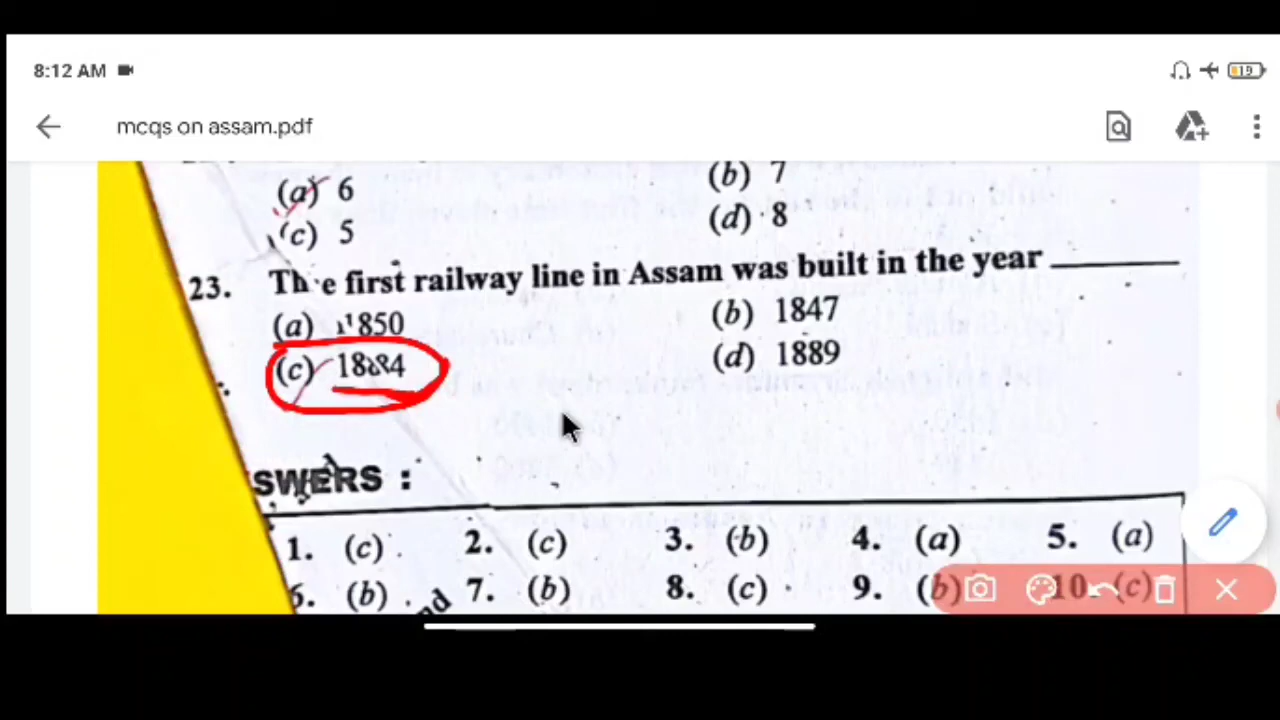 8:12 AM
19
mcqs on assam.pdf
(a) 6
(b) 7
(c) 5
(d) 8
23. The first railway line in Assam was built in the year ________
(a) 1850
(b) 1847
(c) 1884
(d) 1889
SWERS :
1. (c) 2. (c) 3. (b) 4. (a) 5. (a)
6. (b) 7. (b) 8. (c) 9. (b) 10. (c)